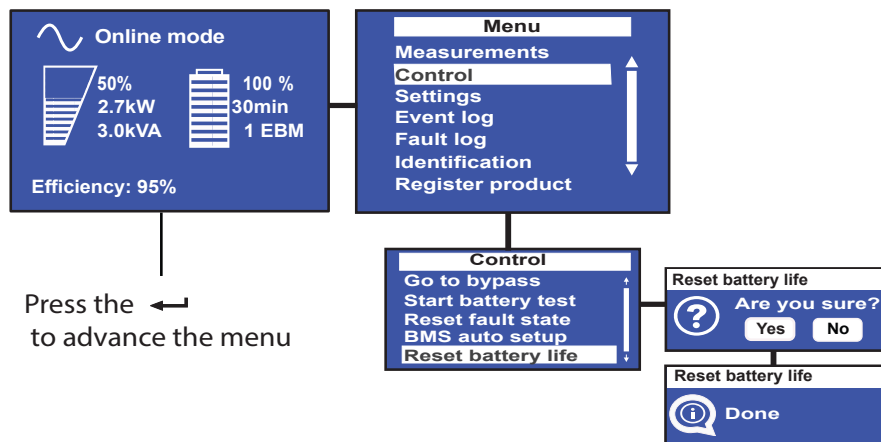 Online mode
50%
2.7kW
3.0kVA
100 %
30min
1 EBM
Efficiency: 95%
Press the
to advance the menu
Menu
Measurements
Control
Settings
Event log
Fault log
Identification
Register product
Control
Go to bypass
Start battery test
Reset fault state
BMS auto setup
Reset battery life
Reset battery life
?
Are you sure?
Yes No
Reset battery life
i
Done